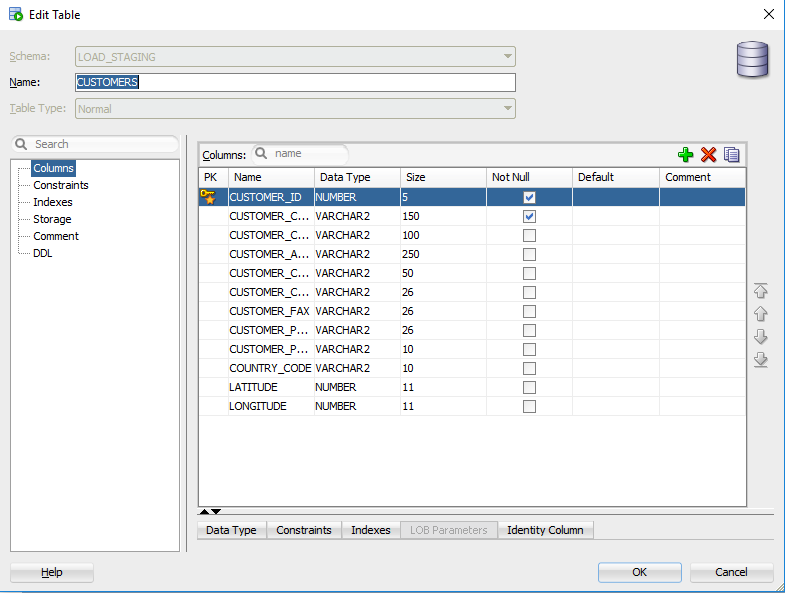 Edit Table
Schema: LOAD_STAGING
Name: CUSTOMERS
Table Type: Normal
Search
Columns
Constraints
Indexes
Storage
Comment
DDL
Columns: name
PK Name Data Type Size Not Null Default Comment
CUSTOMER_ID NUMBER 5
CUSTOMER_C... VARCHAR2 150
CUSTOMER_C... VARCHAR2 100
CUSTOMER_A... VARCHAR2 250
CUSTOMER_C... VARCHAR2 50
CUSTOMER_C... VARCHAR2 26
CUSTOMER_FAX VARCHAR2 26
CUSTOMER_P... VARCHAR2 26
CUSTOMER_P... VARCHAR2 10
COUNTRY_CODE VARCHAR2 10
LATITUDE NUMBER 11
LONGITUDE NUMBER 11
Data Type Constraints Indexes LOB Parameters Identity Column
Help OK Cancel